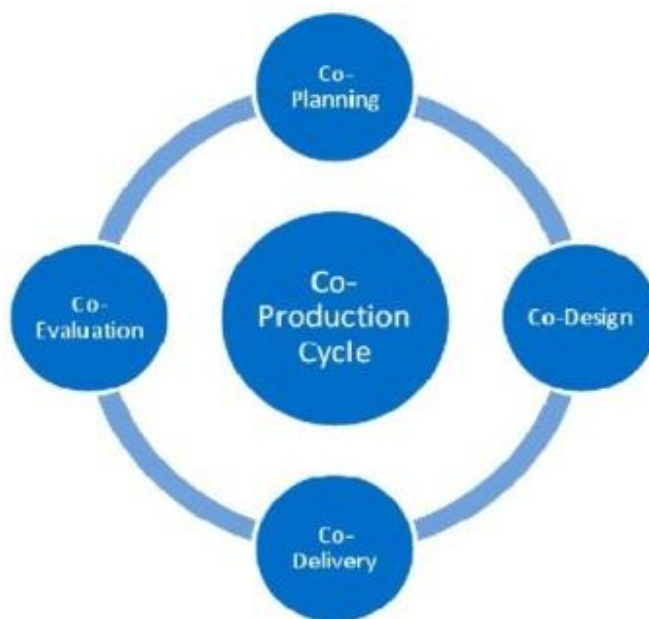 Co-
Planning
Co-
Evaluation
Co-
Production
Cycle
Co-Design
Co-
Delivery